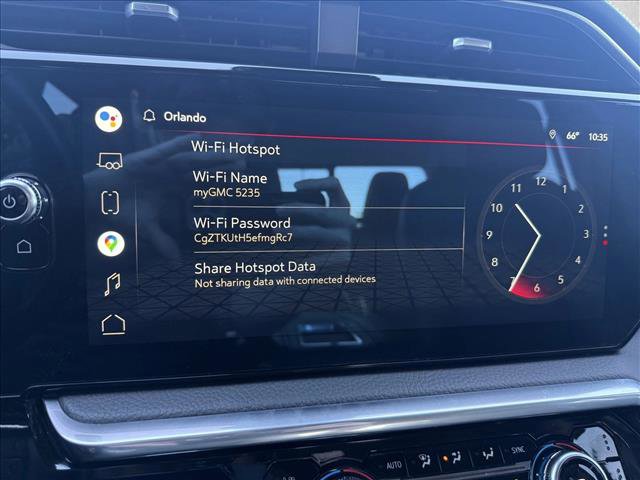 Orlando
66° 10:35
Wi-Fi Hotspot
Wi-Fi Name
myGMC 5235
Wi-Fi Password
CgZTKUtH5efmgRc7
Share Hotspot Data
Not sharing data with connected devices
12
11 1
10 2
9 3
8 4
7 5
6
AUTO
SYNC